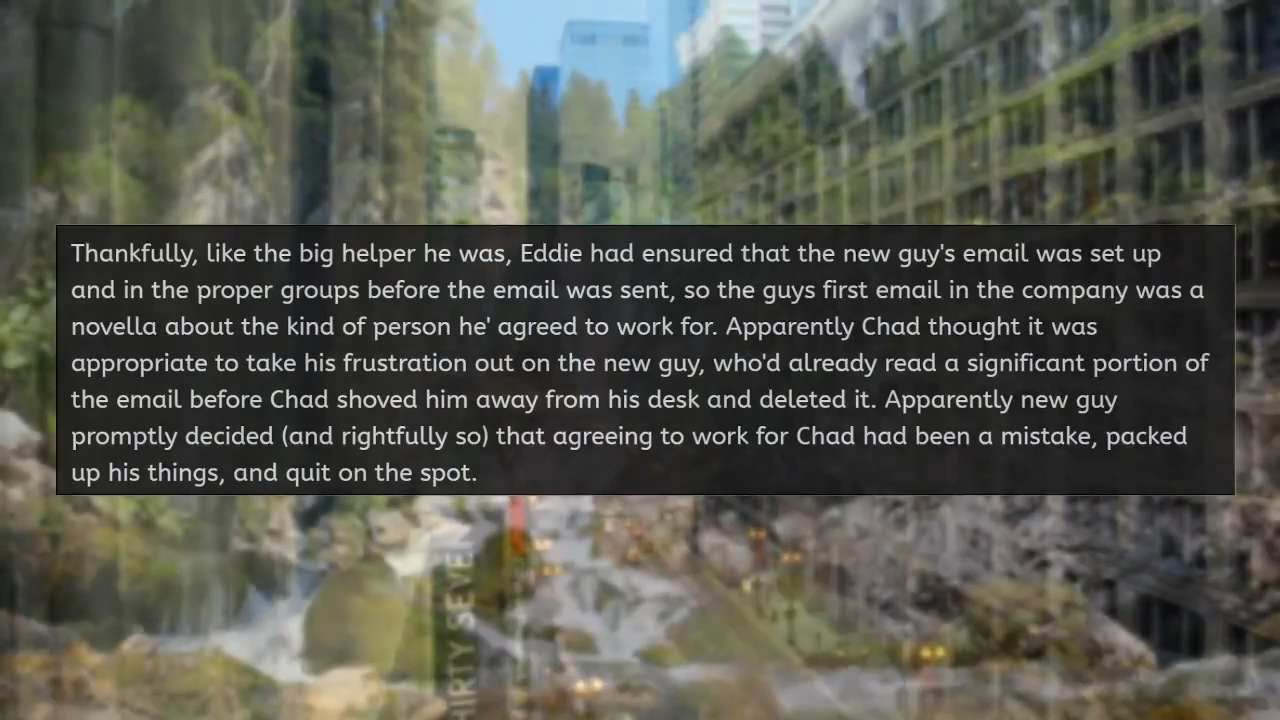 Thankfully, like the big helper he was, Eddie had ensured that the new guy's email was set up
and in the proper groups before the email was sent, so the guys first email in the company was a
novella about the kind of person he' agreed to work for. Apparently Chad thought it was
appropriate to take his frustration out on the new guy, who'd already read a significant portion of
the email before Chad shoved him away from his desk and deleted it. Apparently new guy
promptly decided (and rightfully so) that agreeing to work for Chad had been a mistake, packed
up his things, and quit on the spot.